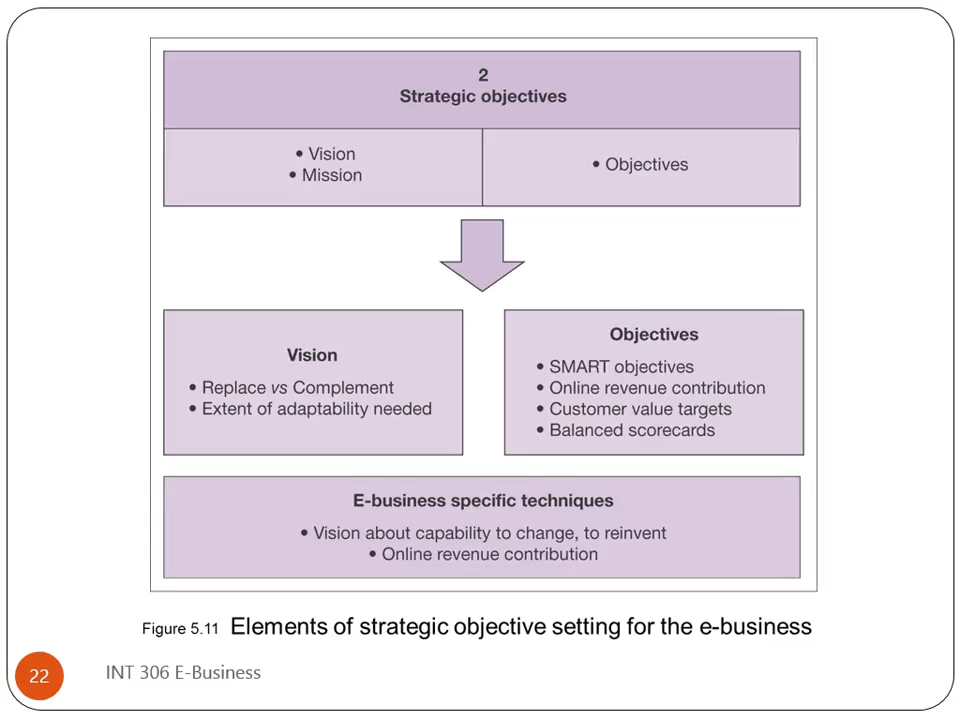 2
Strategic objectives
• Vision
• Mission
• Objectives
Vision
• Replace vs Complement
• Extent of adaptability needed
Objectives
• SMART objectives
• Online revenue contribution
• Customer value targets
• Balanced scorecards
E-business specific techniques
• Vision about capability to change, to reinvent
• Online revenue contribution
Figure 5.11 Elements of strategic objective setting for the e-business
22
INT 306 E-Business